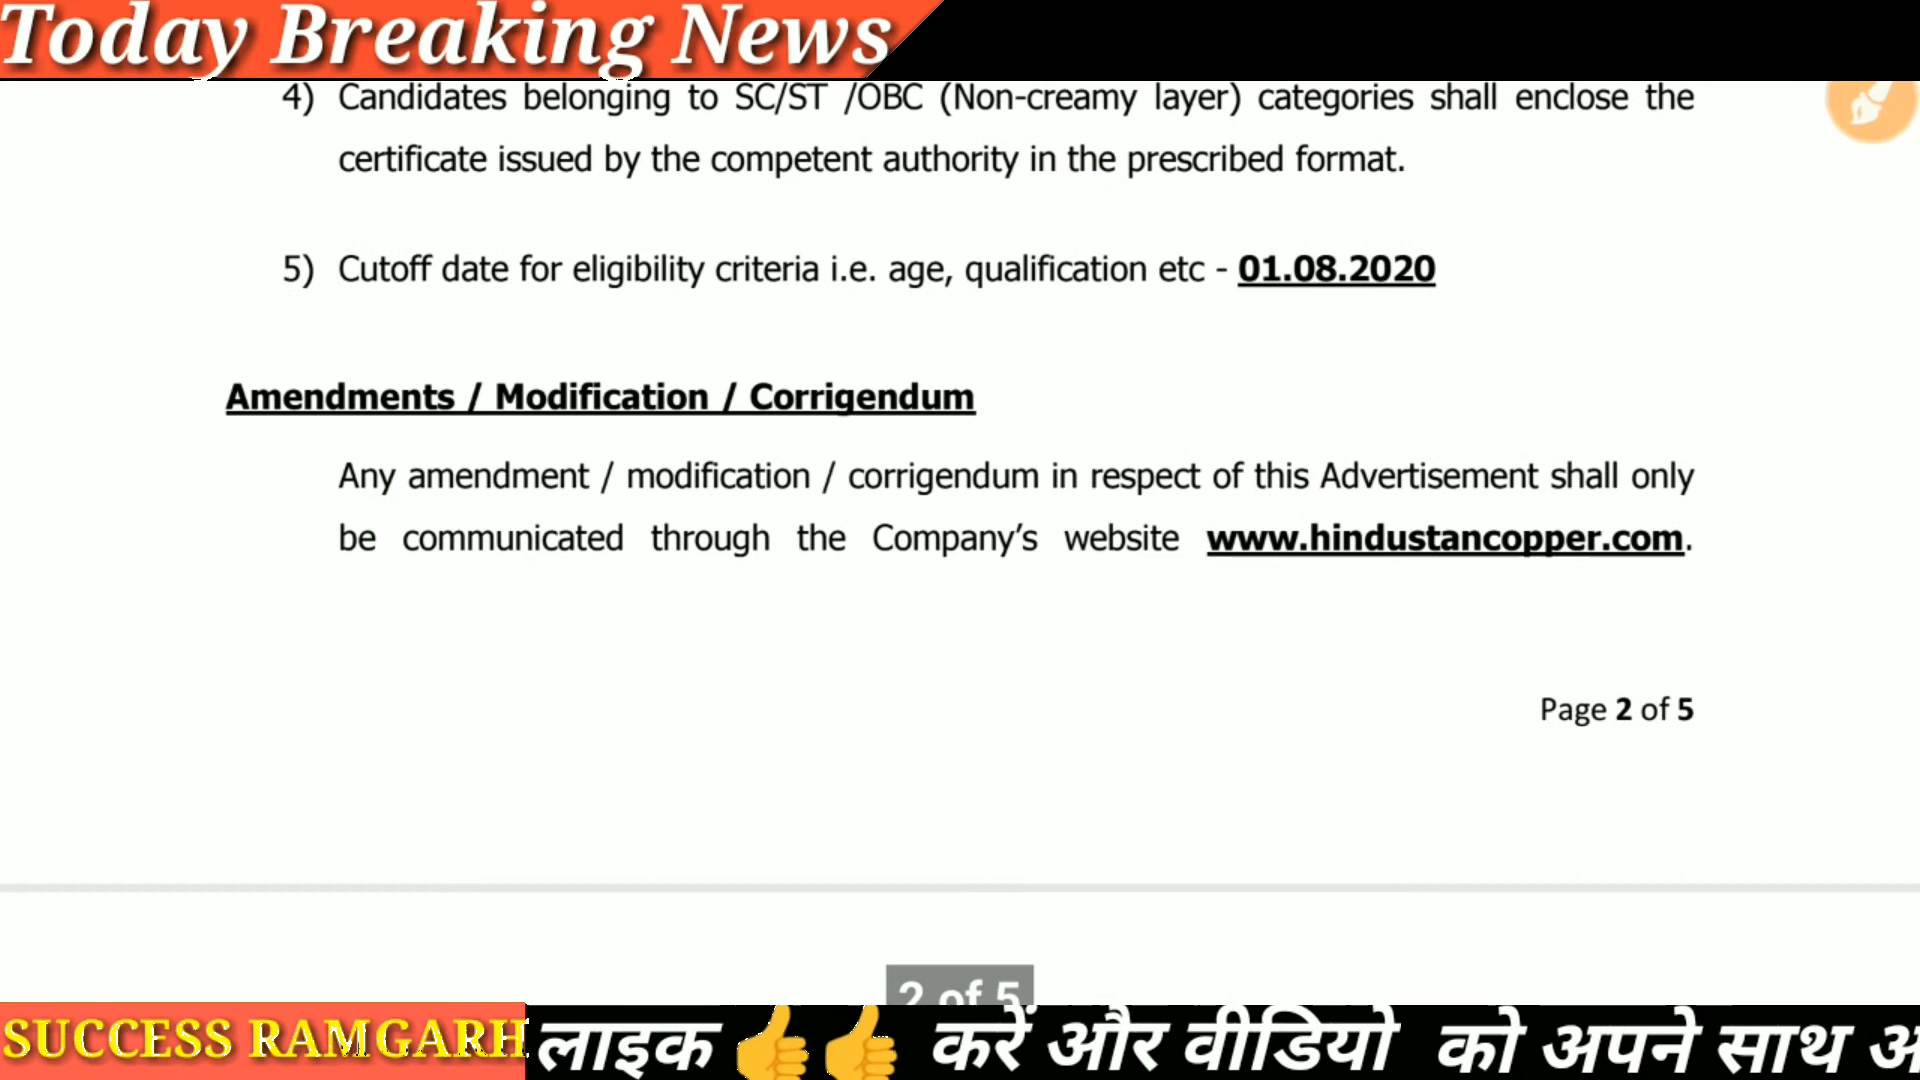 Today Breaking News
4) Candidates belonging to SC/ST /OBC (Non-creamy layer) categories shall enclose the
certificate issued by the competent authority in the prescribed format.
5) Cutoff date for eligibility criteria i.e. age, qualification etc - 01.08.2020
Amendments / Modification / Corrigendum
Any amendment / modification / corrigendum in respect of this Advertisement shall only
be communicated through the Company’s website www.hindustancopper.com.
Page 2 of 5
2 of 5
SUCCESS RAMGARH लाइक 👍👍 करें और वीडियो को अपने साथ